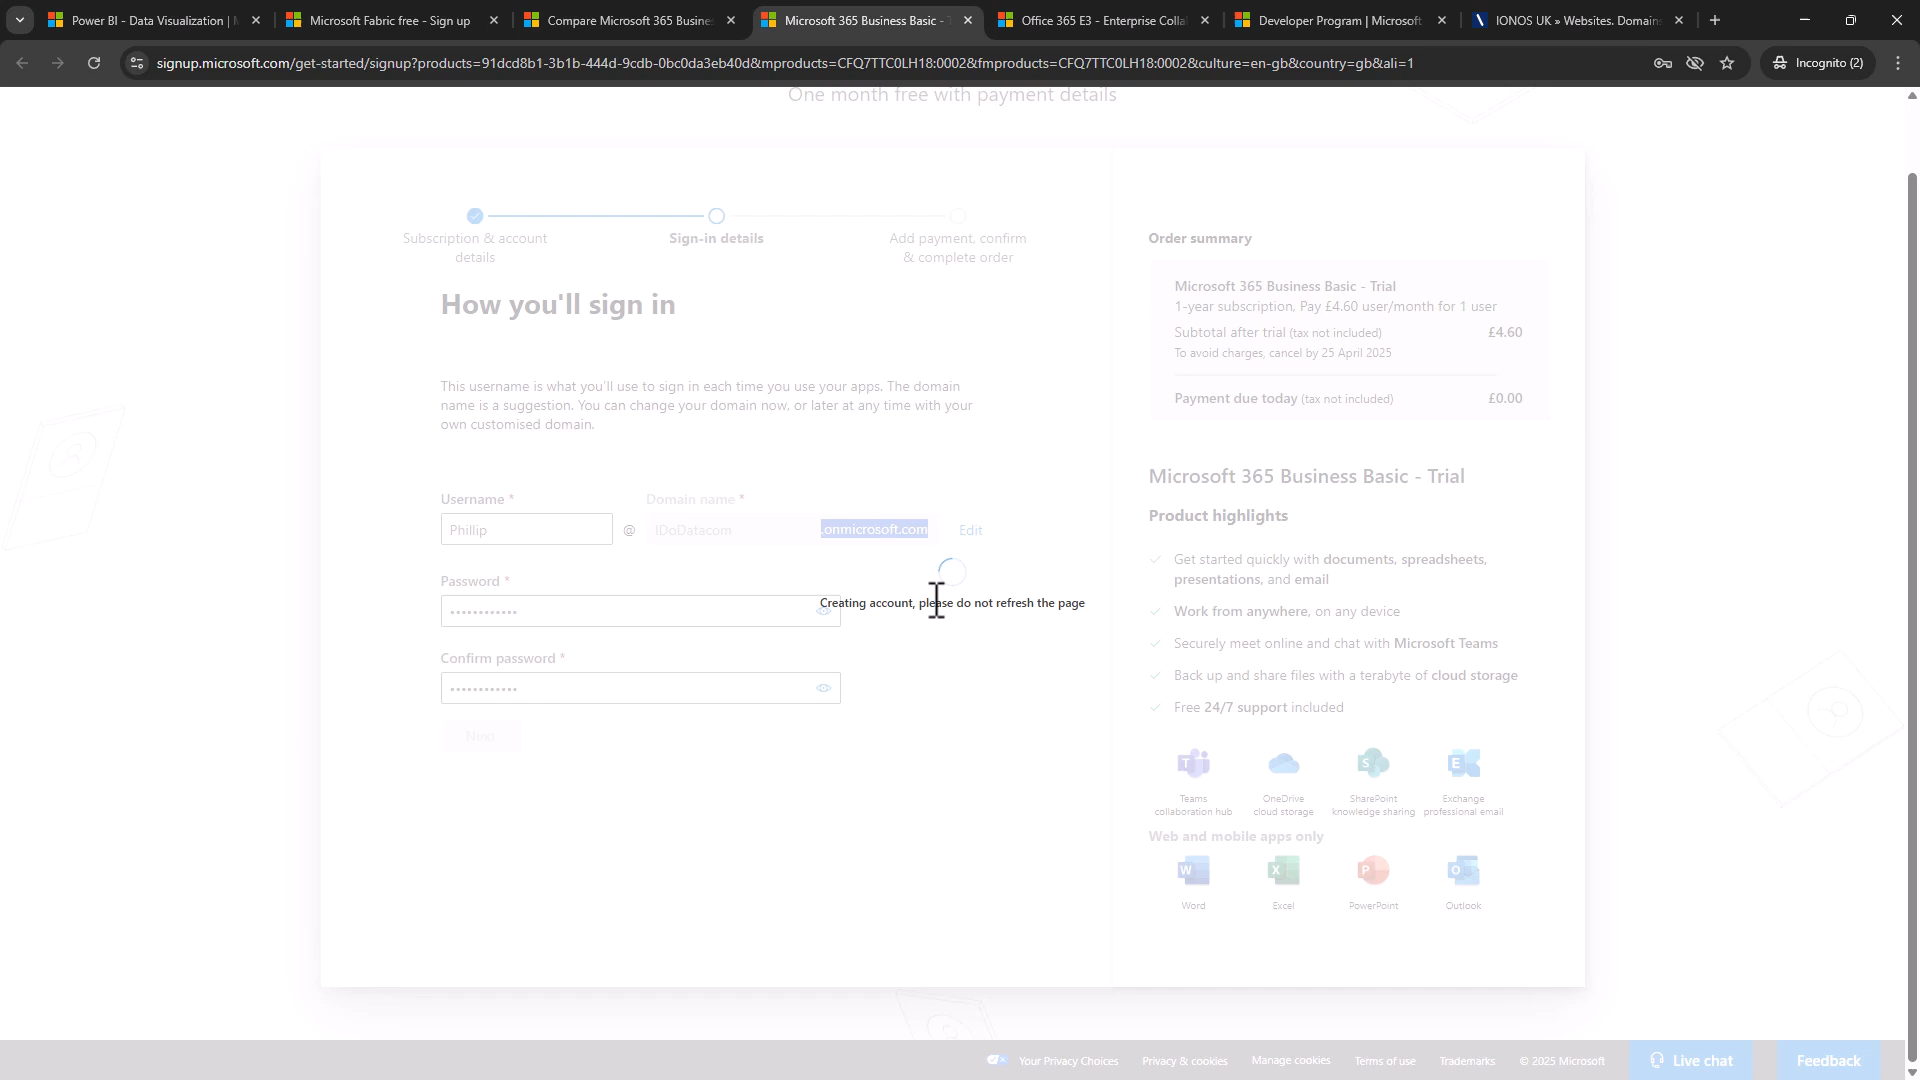 Power BI - Data Visualization |
Microsoft Fabric free - Sign up
Compare Microsoft 365 Busine
Microsoft 365 Business Basic -
Office 365 E3 - Enterprise Colla
Developer Program | Microsoft
IONOS UK » Websites. Domains
signup.microsoft.com/get-started/signup?products=91dcd8b1-3b1b-444d-9cdb-0bc0da3eb40d&mproducts=CFQ7TTC0LH18:0002&fmproducts=CFQ7TTC0LH18:0002&culture=en-gb&country=gb&ali=1
Incognito (2)
One month free with payment details
Subscription & account
details
Sign-in details
Add payment, confirm
& complete order
How you'll sign in
This username is what you'll use to sign in each time you use your apps. The domain
name is a suggestion. You can change your domain now, or later at any time with your
own customised domain.
Username *
Domain name *
Phillip
@
IDoDatacom
.onmicrosoft.com
Edit
Password *
••••••••••••
Creating account, please do not refresh the page
Confirm password *
••••••••••••
Next
Order summary
Microsoft 365 Business Basic - Trial
1-year subscription, Pay £4.60 user/month for 1 user
Subtotal after trial (tax not included) £4.60
To avoid charges, cancel by 25 April 2025
Payment due today (tax not included) £0.00
Microsoft 365 Business Basic - Trial
Product highlights
Get started quickly with documents, spreadsheets,
presentations, and email
Work from anywhere, on any device
Securely meet online and chat with Microsoft Teams
Back up and share files with a terabyte of cloud storage
Free 24/7 support included
Teams
collaboration hub
OneDrive
cloud storage
SharePoint
knowledge sharing
Exchange
professional email
Web and mobile apps only
Word
Excel
PowerPoint
Outlook
Your Privacy Choices
Privacy & cookies
Manage cookies
Terms of use
Trademarks
© 2025 Microsoft
Live chat
Feedback